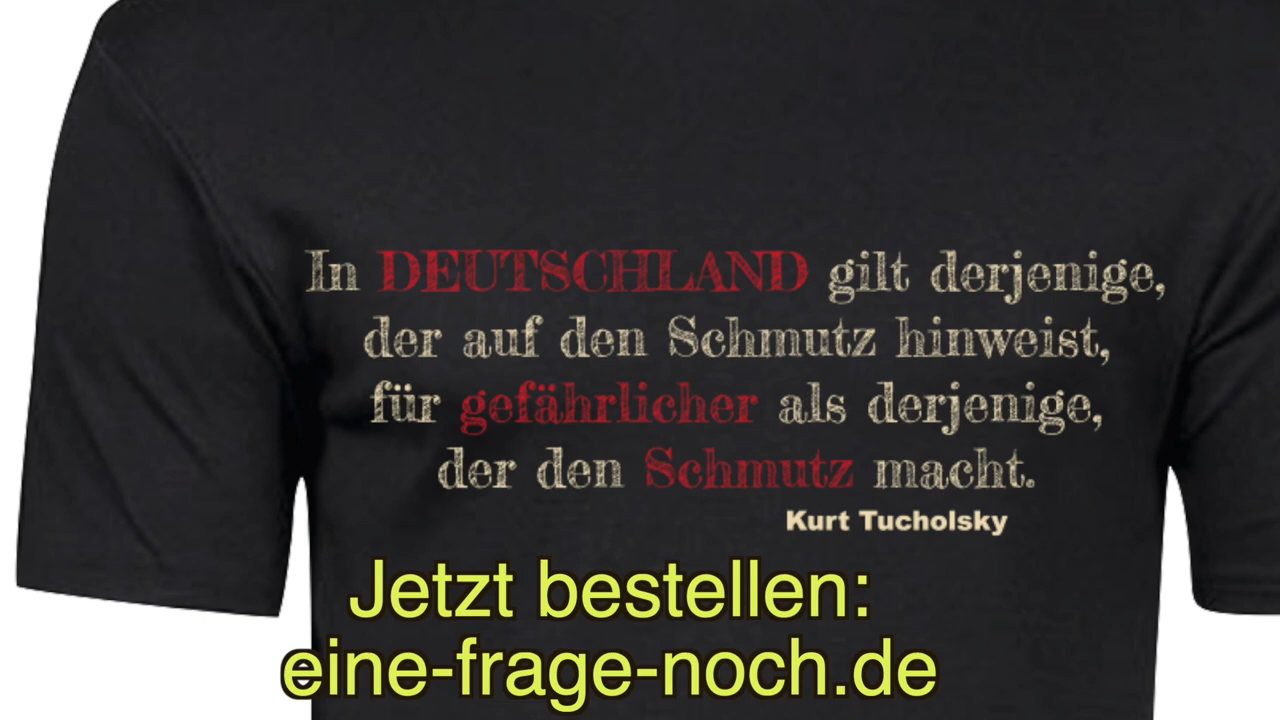 In DEUTSCHLAND gilt derjenige,
der auf den Schmutz hinweist,
für gefährlicher als derjenige,
der den Schmutz macht.
Kurt Tucholsky
Jetzt bestellen:
eine-frage-noch.de